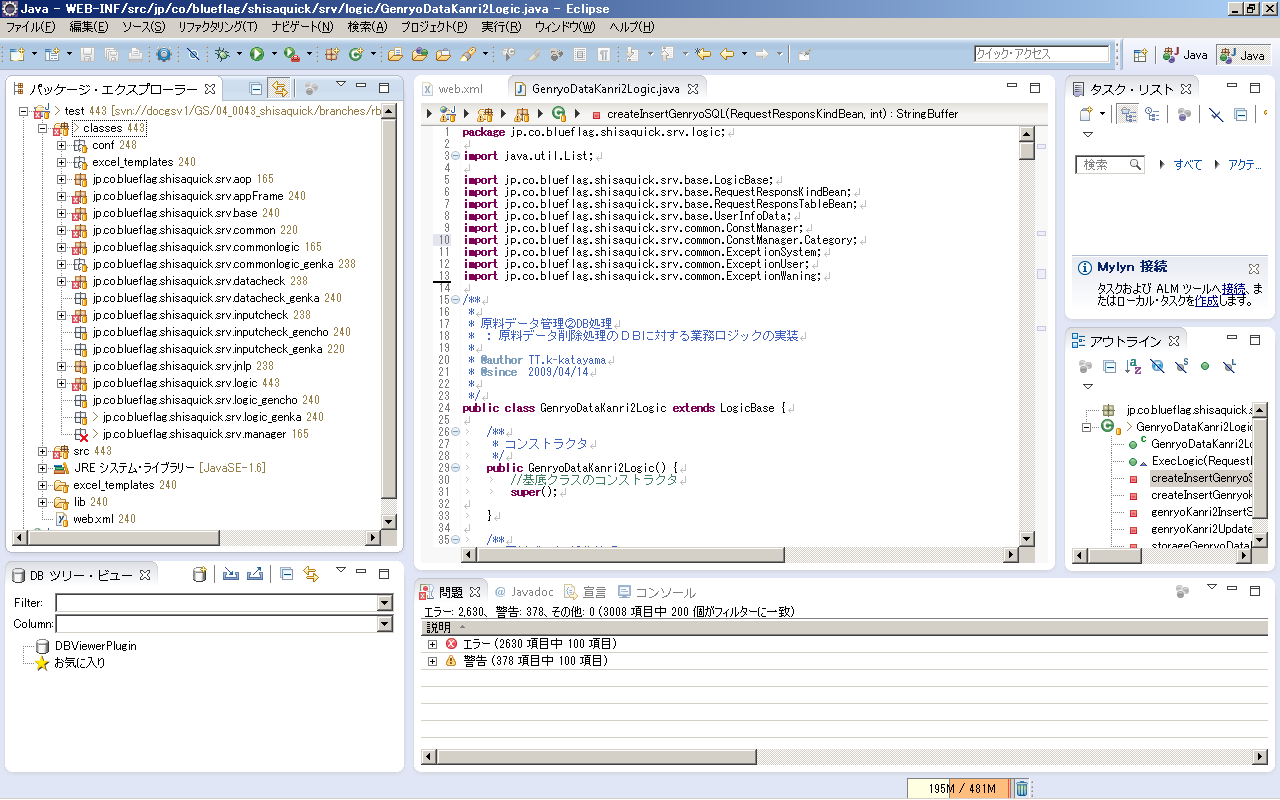 Java - WEB-INF/src/jp/co/blueflag/shisaquick/srv/logic/GenryoDataKanri2Logic.java - Eclipse
ファイル(F) 編集(E) ソース(S) リファクタリング(T) ナビゲート(N) 検索(A) プロジェクト(P) 実行(R) ウィンドウ(W) ヘルプ(H)
クイック・アクセス
Java
Java
パッケージ・エクスプローラー
test 443 [svn://docgsv1/GS/04_0043_shisaquick/branches/rb
classes 443
conf 248
excel_templates 240
jp.co.blueflag.shisaquick.srv.aop 165
jp.co.blueflag.shisaquick.srv.appFrame 240
jp.co.blueflag.shisaquick.srv.base 240
jp.co.blueflag.shisaquick.srv.common 220
jp.co.blueflag.shisaquick.srv.commonlogic 165
jp.co.blueflag.shisaquick.srv.commonlogic_genka 238
jp.co.blueflag.shisaquick.srv.datacheck 238
jp.co.blueflag.shisaquick.srv.datacheck_genka 240
jp.co.blueflag.shisaquick.srv.inputcheck 238
jp.co.blueflag.shisaquick.srv.inputcheck_gencho 240
jp.co.blueflag.shisaquick.srv.inputcheck_genka 220
jp.co.blueflag.shisaquick.srv.jnlp 238
jp.co.blueflag.shisaquick.srv.logic 443
jp.co.blueflag.shisaquick.srv.logic_gencho 240
jp.co.blueflag.shisaquick.srv.logic_genka 240
jp.co.blueflag.shisaquick.srv.manager 165
src 443
JRE システム・ライブラリー [JavaSE-1.6]
excel_templates 240
lib 240
web.xml 240
DB ツリー・ビュー
Filter:
Column:
DBViewerPlugin
お気に入り
web.xml
GenryoDataKanri2Logic.java
createInsertGenryoSQL(RequestResponsKindBean, int) : StringBuffer
1 package jp.co.blueflag.shisaquick.srv.logic;
2
3 import java.util.List;
4
5 import jp.co.blueflag.shisaquick.srv.base.LogicBase;
6 import jp.co.blueflag.shisaquick.srv.base.RequestResponsKindBean;
7 import jp.co.blueflag.shisaquick.srv.base.RequestResponsTableBean;
8 import jp.co.blueflag.shisaquick.srv.base.UserInfoData;
9 import jp.co.blueflag.shisaquick.srv.common.ConstManager;
10 import jp.co.blueflag.shisaquick.srv.common.ConstManager.Category;
11 import jp.co.blueflag.shisaquick.srv.common.ExceptionSystem;
12 import jp.co.blueflag.shisaquick.srv.common.ExceptionUser;
13 import jp.co.blueflag.shisaquick.srv.common.ExceptionWaning;
14
15 /**
16 *
17 * 原料データ管理②DB処理
18 * : 原料データ削除処理のＤＢに対する業務ロジックの実装
19 *
20 * @author TT.k-katayama
21 * @since 2009/04/14
22 *
23 */
24 public class GenryoDataKanri2Logic extends LogicBase {
25
26 /**
27 * コンストラクタ
28 */
29 public GenryoDataKanri2Logic() {
30 //基底クラスのコンストラクタ
31 super();
32
33 }
34
35 /**
問題
@ Javadoc
宣言
コンソール
エラー: 2,630、警告: 378、その他: 0 (3008 項目中 200 個がフィルターに一致)
説明
エラー (2630 項目中 100 項目)
警告 (378 項目中 100 項目)
タスク・リスト
検索
すべて
アクテ...
Mylyn 接続
タスクおよび ALM ツールへ接続、ま
たはローカル・タスクを作成します。
アウトライン
jp.co.blueflag.shisaquick.s
GenryoDataKanri2Logic
GenryoDataKanri2Lo
ExecLogic(RequestI
createInsertGenryoS
createInsertGenryok
genryoKanri2InsertS
genryoKanri2Update
storageGenryoData
195M / 481M